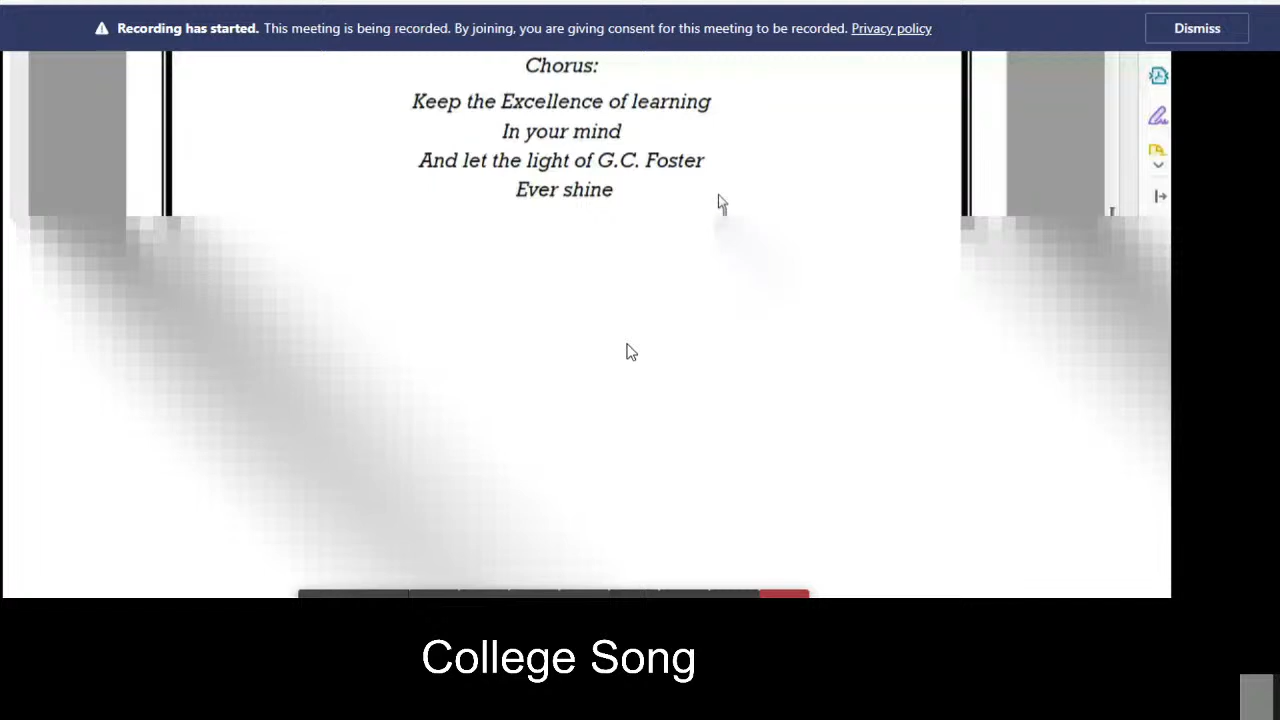 Recording has started. This meeting is being recorded. By joining, you are giving consent for this meeting to be recorded. Privacy policy
Dismiss
Chorus:
Keep the Excellence of learning
In your mind
And let the light of G.C. Foster
Ever shine
College Song